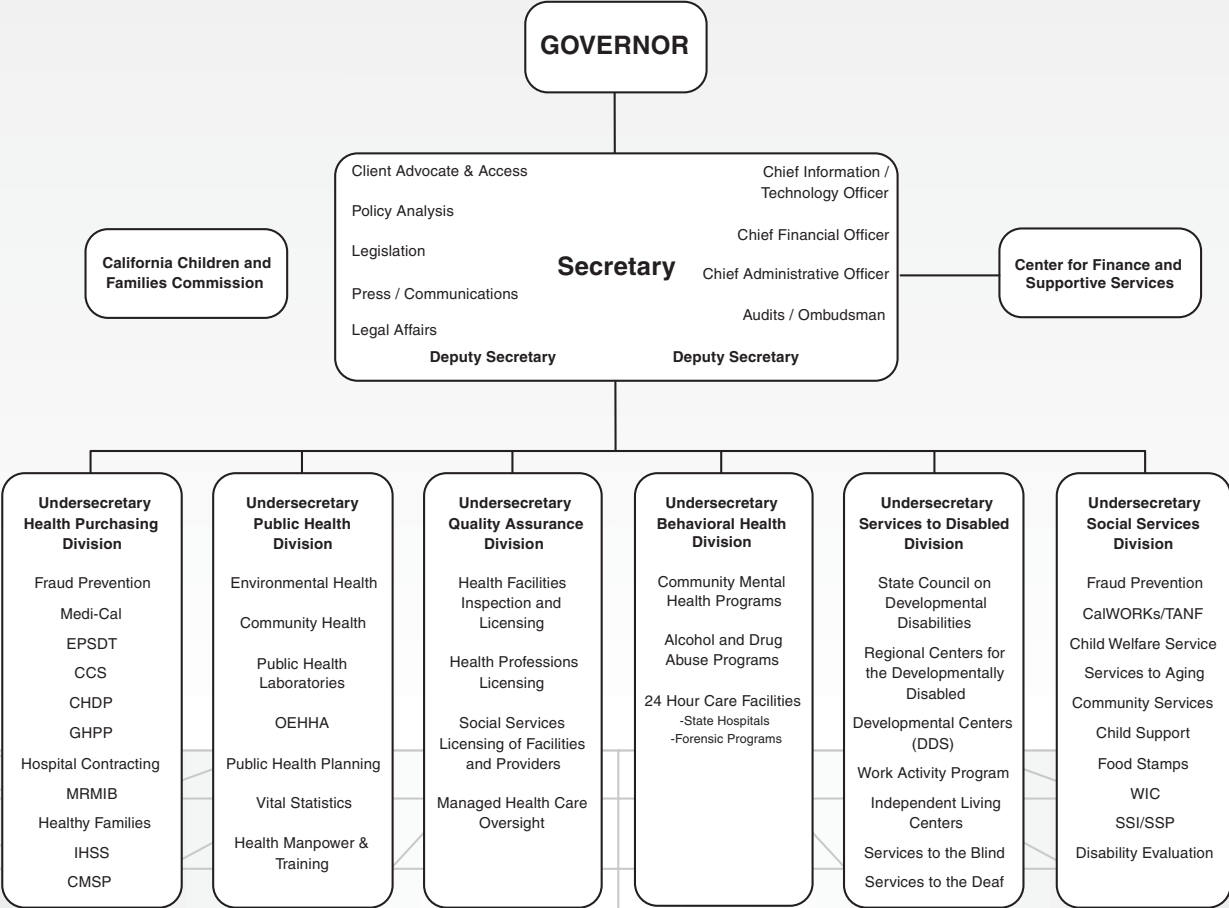 GOVERNOR
Client Advocate & Access
Policy Analysis
Legislation
Press / Communications
Legal Affairs
Secretary
Chief Information /
Technology Officer
Chief Financial Officer
Chief Administrative Officer
Audits / Ombudsman
Deputy Secretary
Deputy Secretary
California Children and
Families Commission
Center for Finance and
Supportive Services
Undersecretary
Health Purchasing
Division
Fraud Prevention
Medi-Cal
EPSDT
CCS
CHDP
GHPP
Hospital Contracting
MRMIB
Healthy Families
IHSS
CMSP
Undersecretary
Public Health
Division
Environmental Health
Community Health
Public Health
Laboratories
OEHHA
Public Health Planning
Vital Statistics
Health Manpower &
Training
Undersecretary
Quality Assurance
Division
Health Facilities
Inspection and
Licensing
Health Professions
Licensing
Social Services
Licensing of Facilities
and Providers
Managed Health Care
Oversight
Undersecretary
Behavioral Health
Division
Community Mental
Health Programs
Alcohol and Drug
Abuse Programs
24 Hour Care Facilities
-State Hospitals
-Forensic Programs
Undersecretary
Services to Disabled
Division
State Council on
Developmental
Disabilities
Regional Centers for
the Developmentally
Disabled
Developmental Centers
(DDS)
Work Activity Program
Independent Living
Centers
Services to the Blind
Services to the Deaf
Undersecretary
Social Services
Division
Fraud Prevention
CalWORKs/TANF
Child Welfare Service
Services to Aging
Community Services
Child Support
Food Stamps
WIC
SSI/SSP
Disability Evaluation